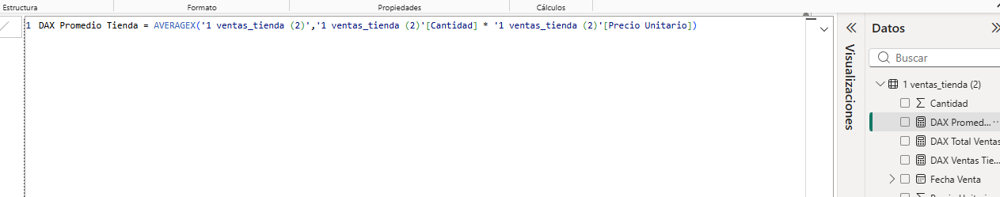 Estructura Formato Propiedades Cálculos
1 DAX Promedio Tienda = AVERAGEX('1 ventas_tienda (2)','1 ventas_tienda (2)'[Cantidad] * '1 ventas_tienda (2)'[Precio Unitario])
Visualizaciones
Datos
Buscar
1 ventas_tienda (2)
Cantidad
DAX Promed...
DAX Total Ventas
DAX Ventas Tie...
Fecha Venta